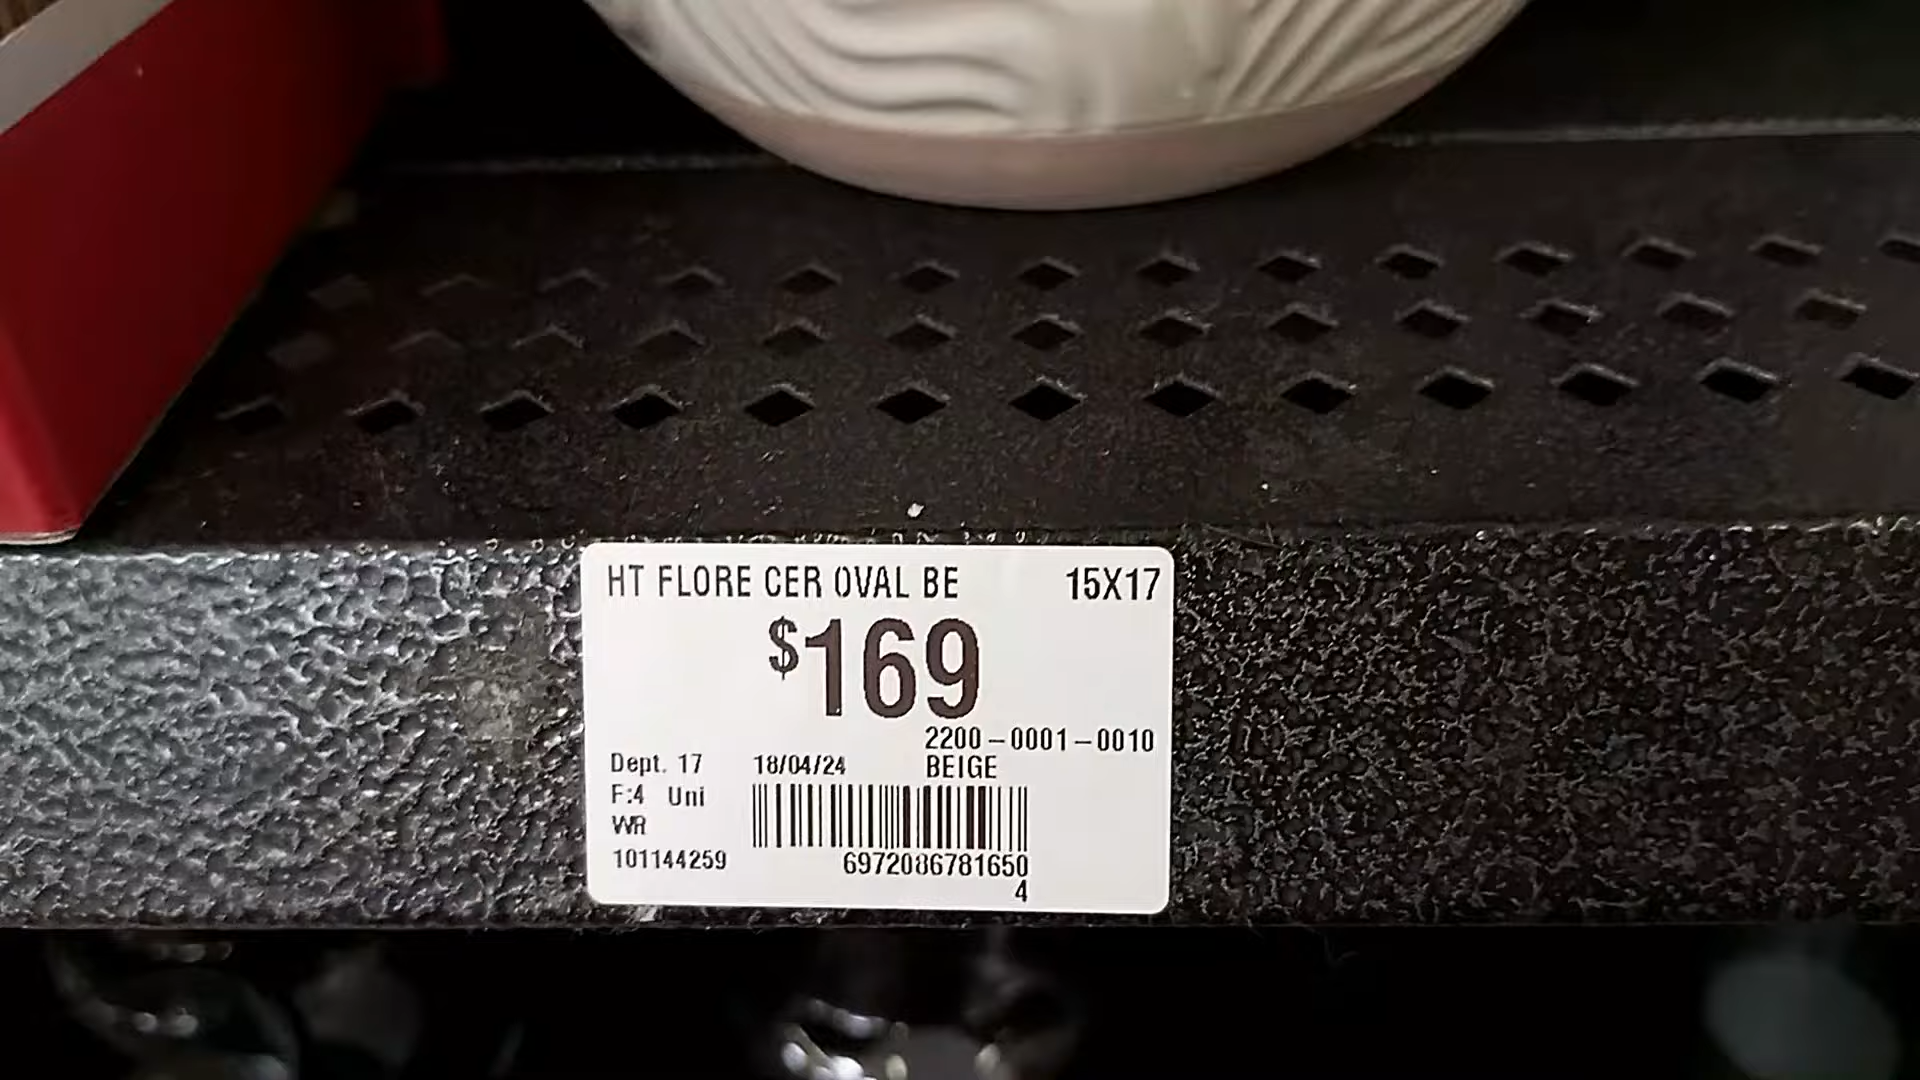 HT FLORE CER OVAL BE 15X17
$169
2200-0001-0010
Dept. 17 18/04/24 BEIGE
F:4 Uni
WR
101144259 6972086781650
4